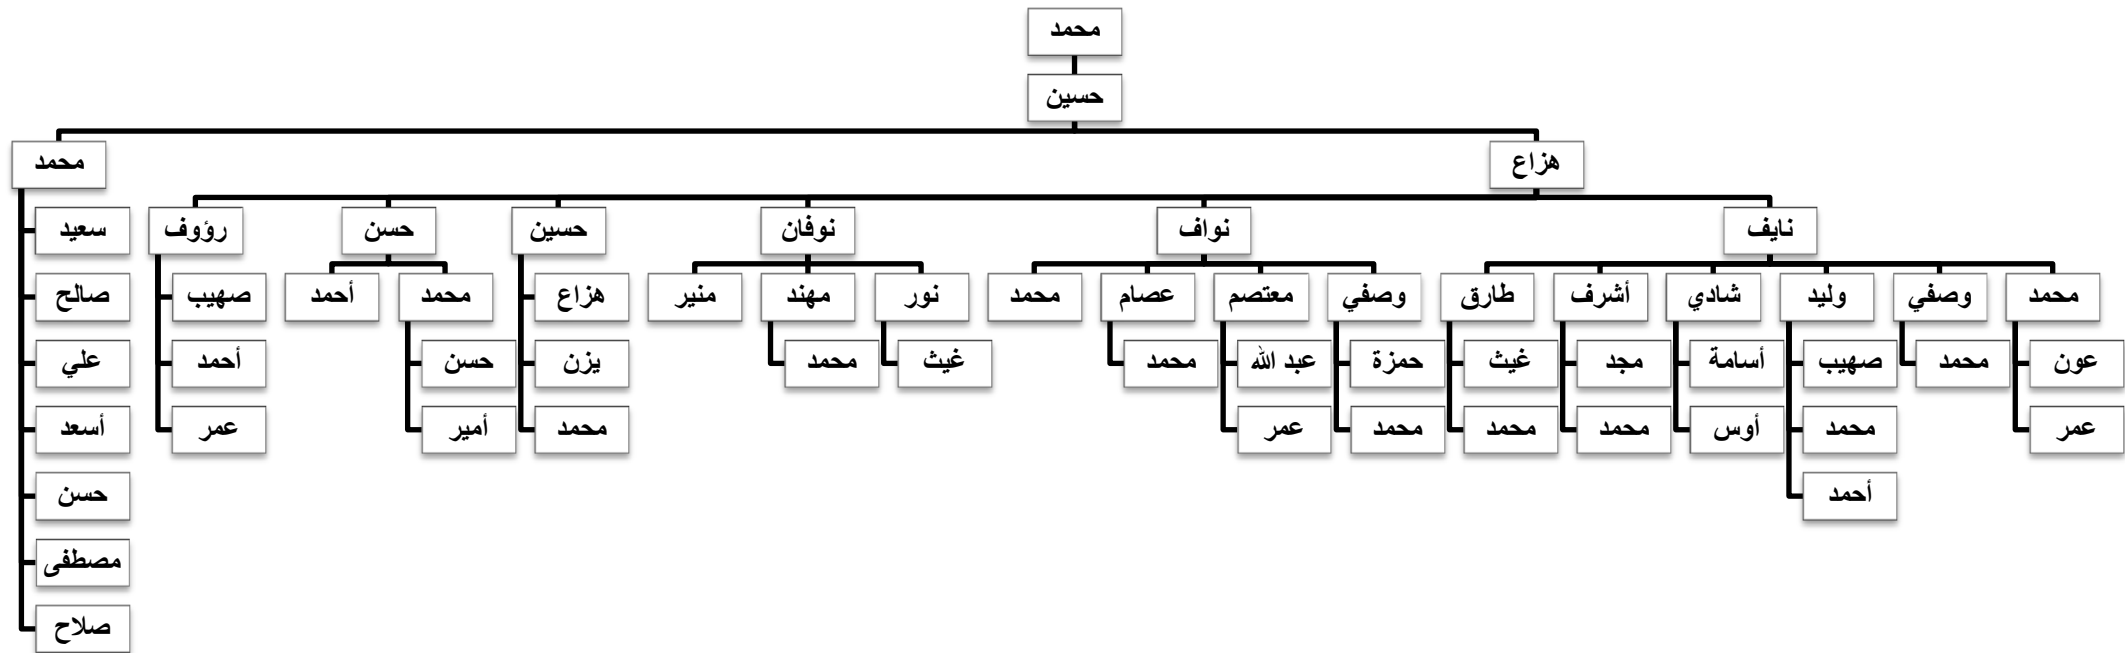 محمد
حسين
هزاع
محمد
نايف
نواف
نوفان
حسين
حسن
رؤوف
سعيد
محمد
وصفي
وليد
شادي
أشرف
طارق
وصفي
معتصم
عصام
محمد
نور
مهند
منير
هزاع
محمد
أحمد
صهيب
صالح
عون
محمد
صهيب
أسامة
مجد
غيث
حمزة
عبد الله
محمد
غيث
محمد
يزن
حسن
أحمد
علي
عمر
محمد
أوس
محمد
محمد
محمد
عمر
محمد
أمير
عمر
أسعد
أحمد
حسن
مصطفى
صلاح